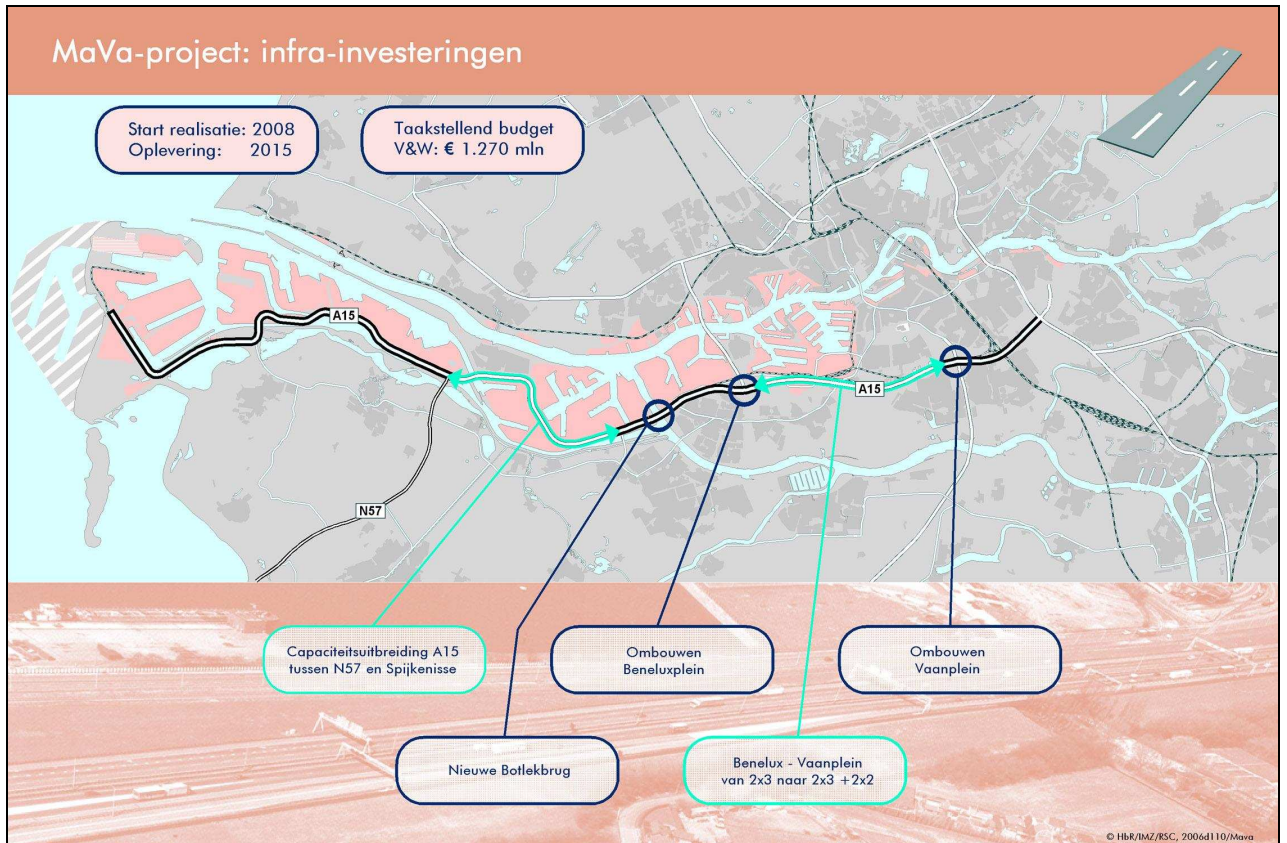 MaVa-project: infra-investeringen
Start realisatie: 2008
Oplevering: 2015
Taakstellend budget
V&W: € 1.270 mln
A15
A15
N57
Capaciteitsuitbreiding A15
tussen N57 en Spijkenisse
Ombouwen
Beneluxplein
Ombouwen
Vaanplein
Nieuwe Botlekbrug
Benelux - Vaanplein
van 2x3 naar 2x3 +2x2
© HbR/IMZ/RSC, 2006d110/Mava